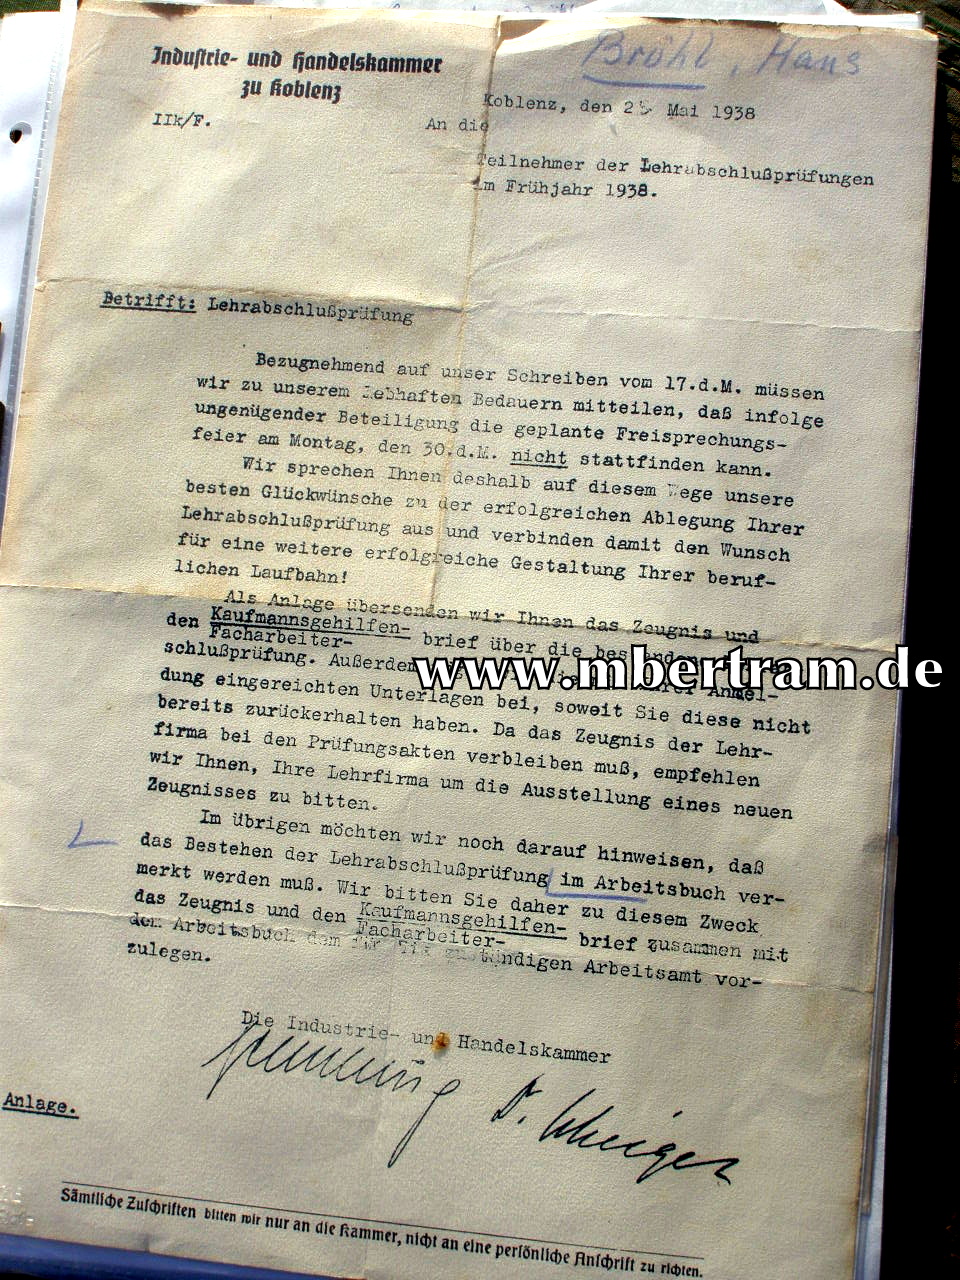 Bröhl, Hans
Industrie- und Handelskammer
zu Koblenz
Koblenz, den 25 Mai 1938
IIk/F.
An die
Teilnehmer der Lehrabschlußprüfungen
im Frühjahr 1938.
Betrifft: Lehrabschlußprüfung
Bezugnehmend auf unser Schreiben vom 17.d.M. müssen
wir zu unserem lebhaften Bedauern mitteilen, daß infolge
ungenügender Beteiligung die geplante Freisprechungs-
feier am Montag, den 30.d.M. nicht stattfinden kann.
Wir sprechen Ihnen deshalb auf diesem Wege unsere
besten Glückwünsche zu der erfolgreichen Ablegung Ihrer
Lehrabschlußprüfung aus und verbinden damit den Wunsch
für eine weitere erfolgreiche Gestaltung Ihrer beruf-
lichen Laufbahn!
Als Anlage übersenden wir Ihnen das Zeugnis und
den Kaufmannsgehilfen-
Facharbeiter- brief über die
schlußprüfung. Außerdem Anmel-
www.mbertram.de
dung eingereichten Unterlagen bei, soweit Sie diese nicht
bereits zurückerhalten haben. Da das Zeugnis der Lehr-
firma bei den Prüfungsakten verbleiben muß, empfehlen
wir Ihnen, Ihre Lehrfirma um die Ausstellung eines neuen
Zeugnisses zu bitten.
Im übrigen möchten wir noch darauf hinweisen, daß
das Bestehen der Lehrabschlußprüfung im Arbeitsbuch ver-
merkt werden muß. Wir bitten Sie daher zu diesem Zweck
das Zeugnis und den Kaufmannsgehilfen-
Facharbeiter- brief zusammen mit
dem Arbeitsbuch dem für Sie zuständigen Arbeitsamt vor-
zulegen.
Die Industrie- und Handelskammer
Anlage.
Sämtliche Zuschriften bitten wir nur an die Kammer, nicht an eine persönliche Anschrift zu richten.